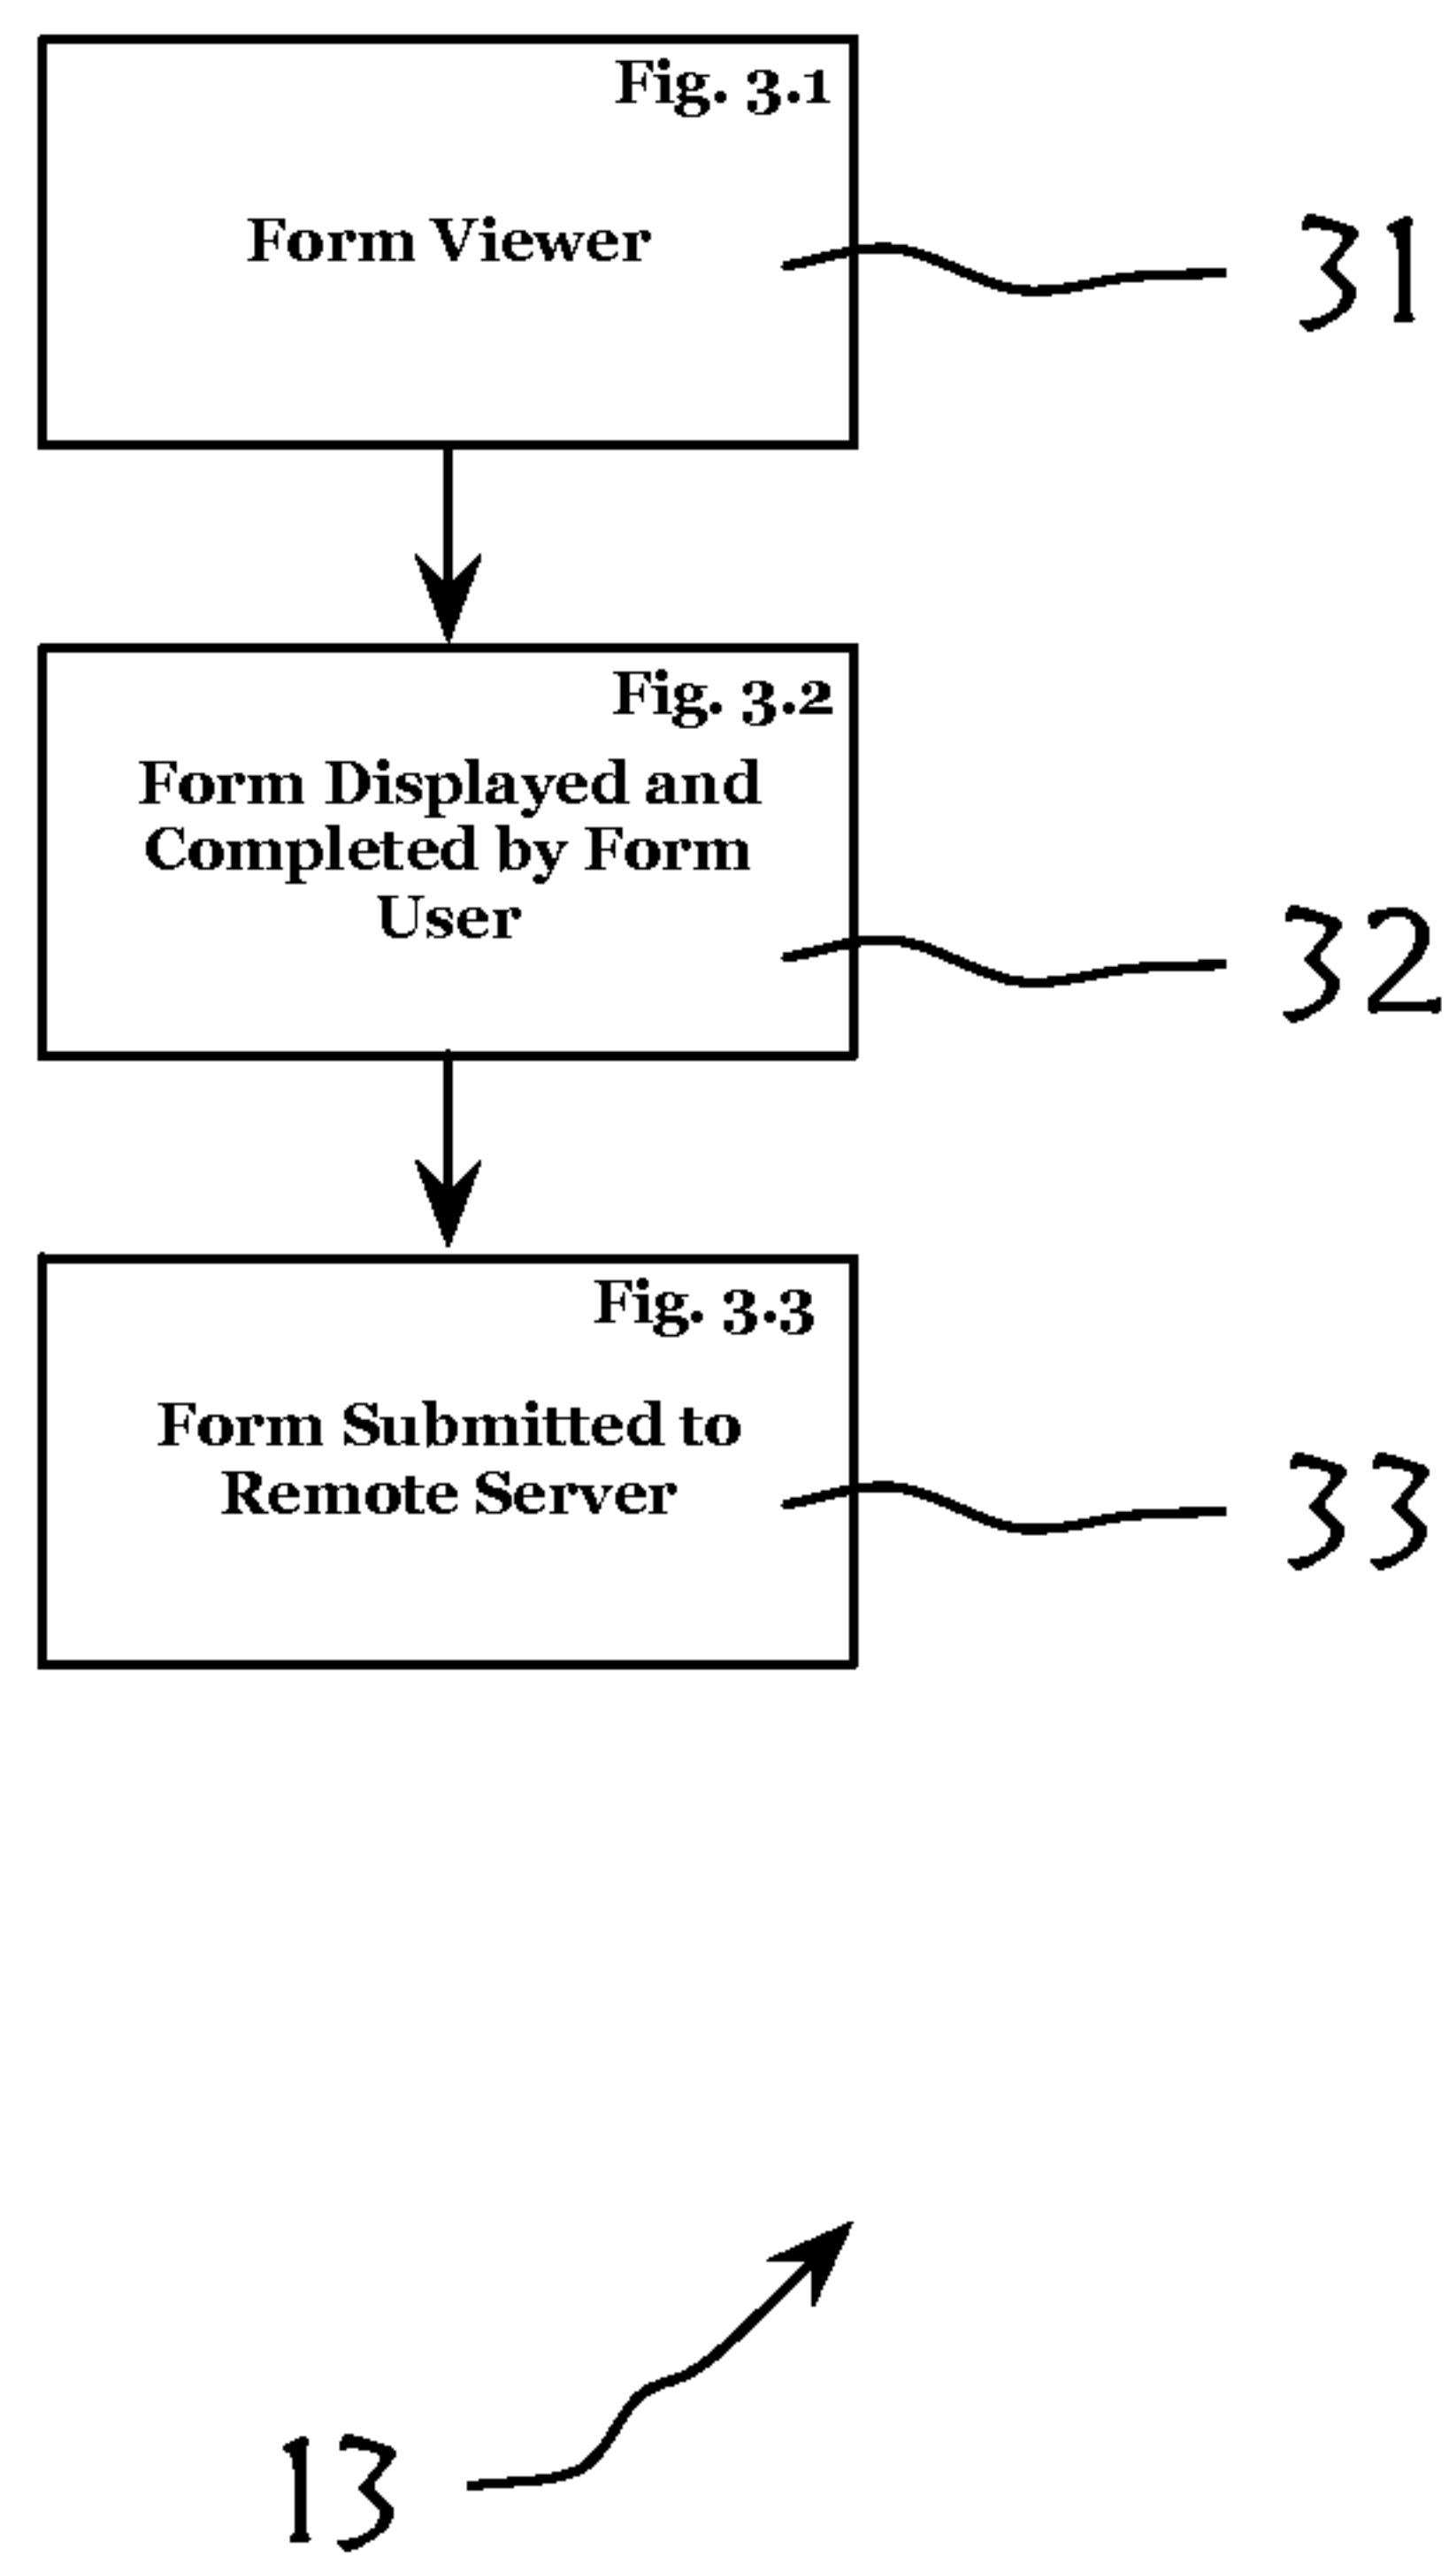 Fig. 3.1
Form Viewer
31
Fig. 3.2
Form Displayed and
Completed by Form
User
32
Fig. 3.3
Form Submitted to
Remote Server
33
13